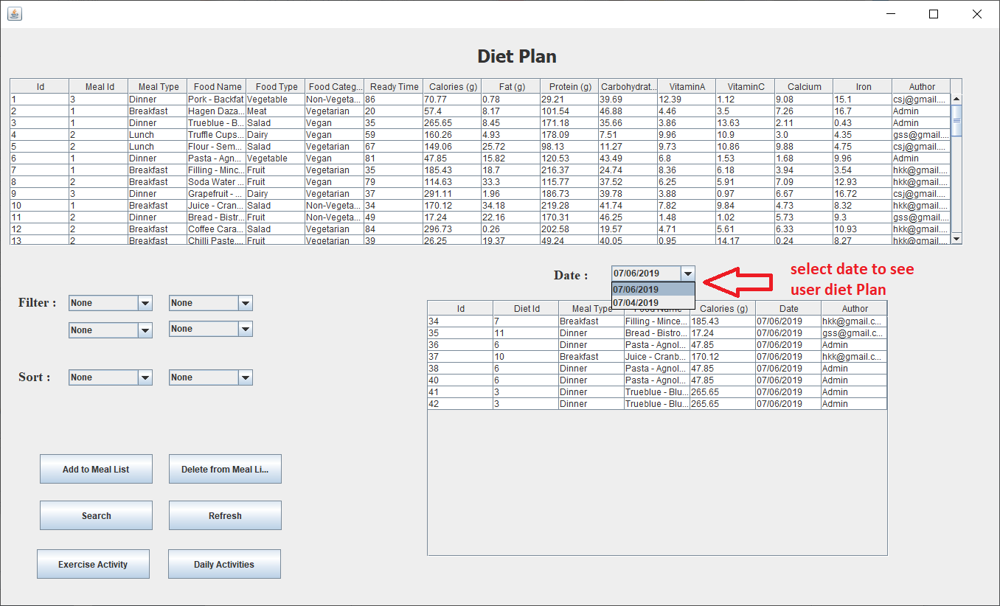 Diet Plan
Id Meal Id Meal Type Food Name Food Type Food Categ... Ready Time Calories (g) Fat (g) Protein (g) Carbohydrat... VitaminA VitaminC Calcium Iron Author
1 3 Dinner Pork - Backfat Vegetable Non-Vegeta... 86 70.77 0.78 29.21 39.69 12.39 1.12 9.08 15.1 csj@gmail....
2 1 Breakfast Hagen Daza... Meat Vegetarian 20 57.4 8.17 101.54 46.88 4.46 3.5 7.26 16.7 Admin
3 1 Dinner Trueblue - B... Salad Vegan 35 265.65 8.45 171.18 35.66 3.86 13.63 2.11 0.43 Admin
4 2 Lunch Truffle Cups... Dairy Vegan 59 160.26 4.93 178.09 7.51 9.96 10.9 3.0 4.35 gss@gmail....
5 2 Lunch Flour - Sem... Salad Vegetarian 67 149.06 25.72 98.13 11.27 9.73 10.86 9.88 4.75 csj@gmail....
6 1 Dinner Pasta - Agn... Vegetable Vegan 81 47.85 15.82 120.53 43.49 6.8 1.53 1.68 9.96 Admin
7 1 Breakfast Filling - Minc... Fruit Vegetarian 35 185.43 18.7 216.37 24.74 8.36 6.18 3.94 3.54 hkk@gmail....
8 2 Breakfast Soda Water ... Fruit Vegan 79 114.63 33.3 115.77 37.52 6.25 5.91 7.09 12.93 hkk@gmail....
9 3 Dinner Grapefruit - ... Dairy Vegetarian 37 291.11 1.96 186.73 39.78 3.88 0.97 6.67 16.72 csj@gmail....
10 1 Breakfast Juice - Cran... Salad Non-Vegeta... 34 170.12 34.18 219.28 41.74 7.82 9.84 4.73 8.32 hkk@gmail....
11 2 Dinner Bread - Bistr... Fruit Non-Vegeta... 49 17.24 22.16 170.31 46.25 1.48 1.02 5.73 9.3 gss@gmail....
12 2 Breakfast Coffee Cara... Salad Vegetarian 84 296.73 0.26 202.58 19.57 4.71 5.61 6.33 10.93 hkk@gmail....
13 2 Breakfast Chilli Paste.... Fruit Vegetarian 39 26.25 19.37 49.24 40.05 0.95 14.17 0.24 8.27 hkk@gmail....
Date : 07/06/2019
07/06/2019
07/04/2019
select date to see
user diet Plan
Filter : None None
None None
Sort : None None
Id Diet Id Meal Type Food Name Calories (g) Date Author
34 7 Breakfast Filling - Mince... 185.43 07/06/2019 hkk@gmail.c...
35 11 Dinner Bread - Bistro... 17.24 07/06/2019 gss@gmail.c...
36 6 Dinner Pasta - Agnol... 47.85 07/06/2019 Admin
37 10 Breakfast Juice - Cranb... 170.12 07/06/2019 hkk@gmail.c...
38 6 Dinner Pasta - Agnol... 47.85 07/06/2019 Admin
40 6 Dinner Pasta - Agnol... 47.85 07/06/2019 Admin
41 3 Dinner Trueblue - Blu... 265.65 07/06/2019 Admin
42 3 Dinner Trueblue - Blu... 265.65 07/06/2019 Admin
Add to Meal List Delete from Meal Li...
Search Refresh
Exercise Activity Daily Activities